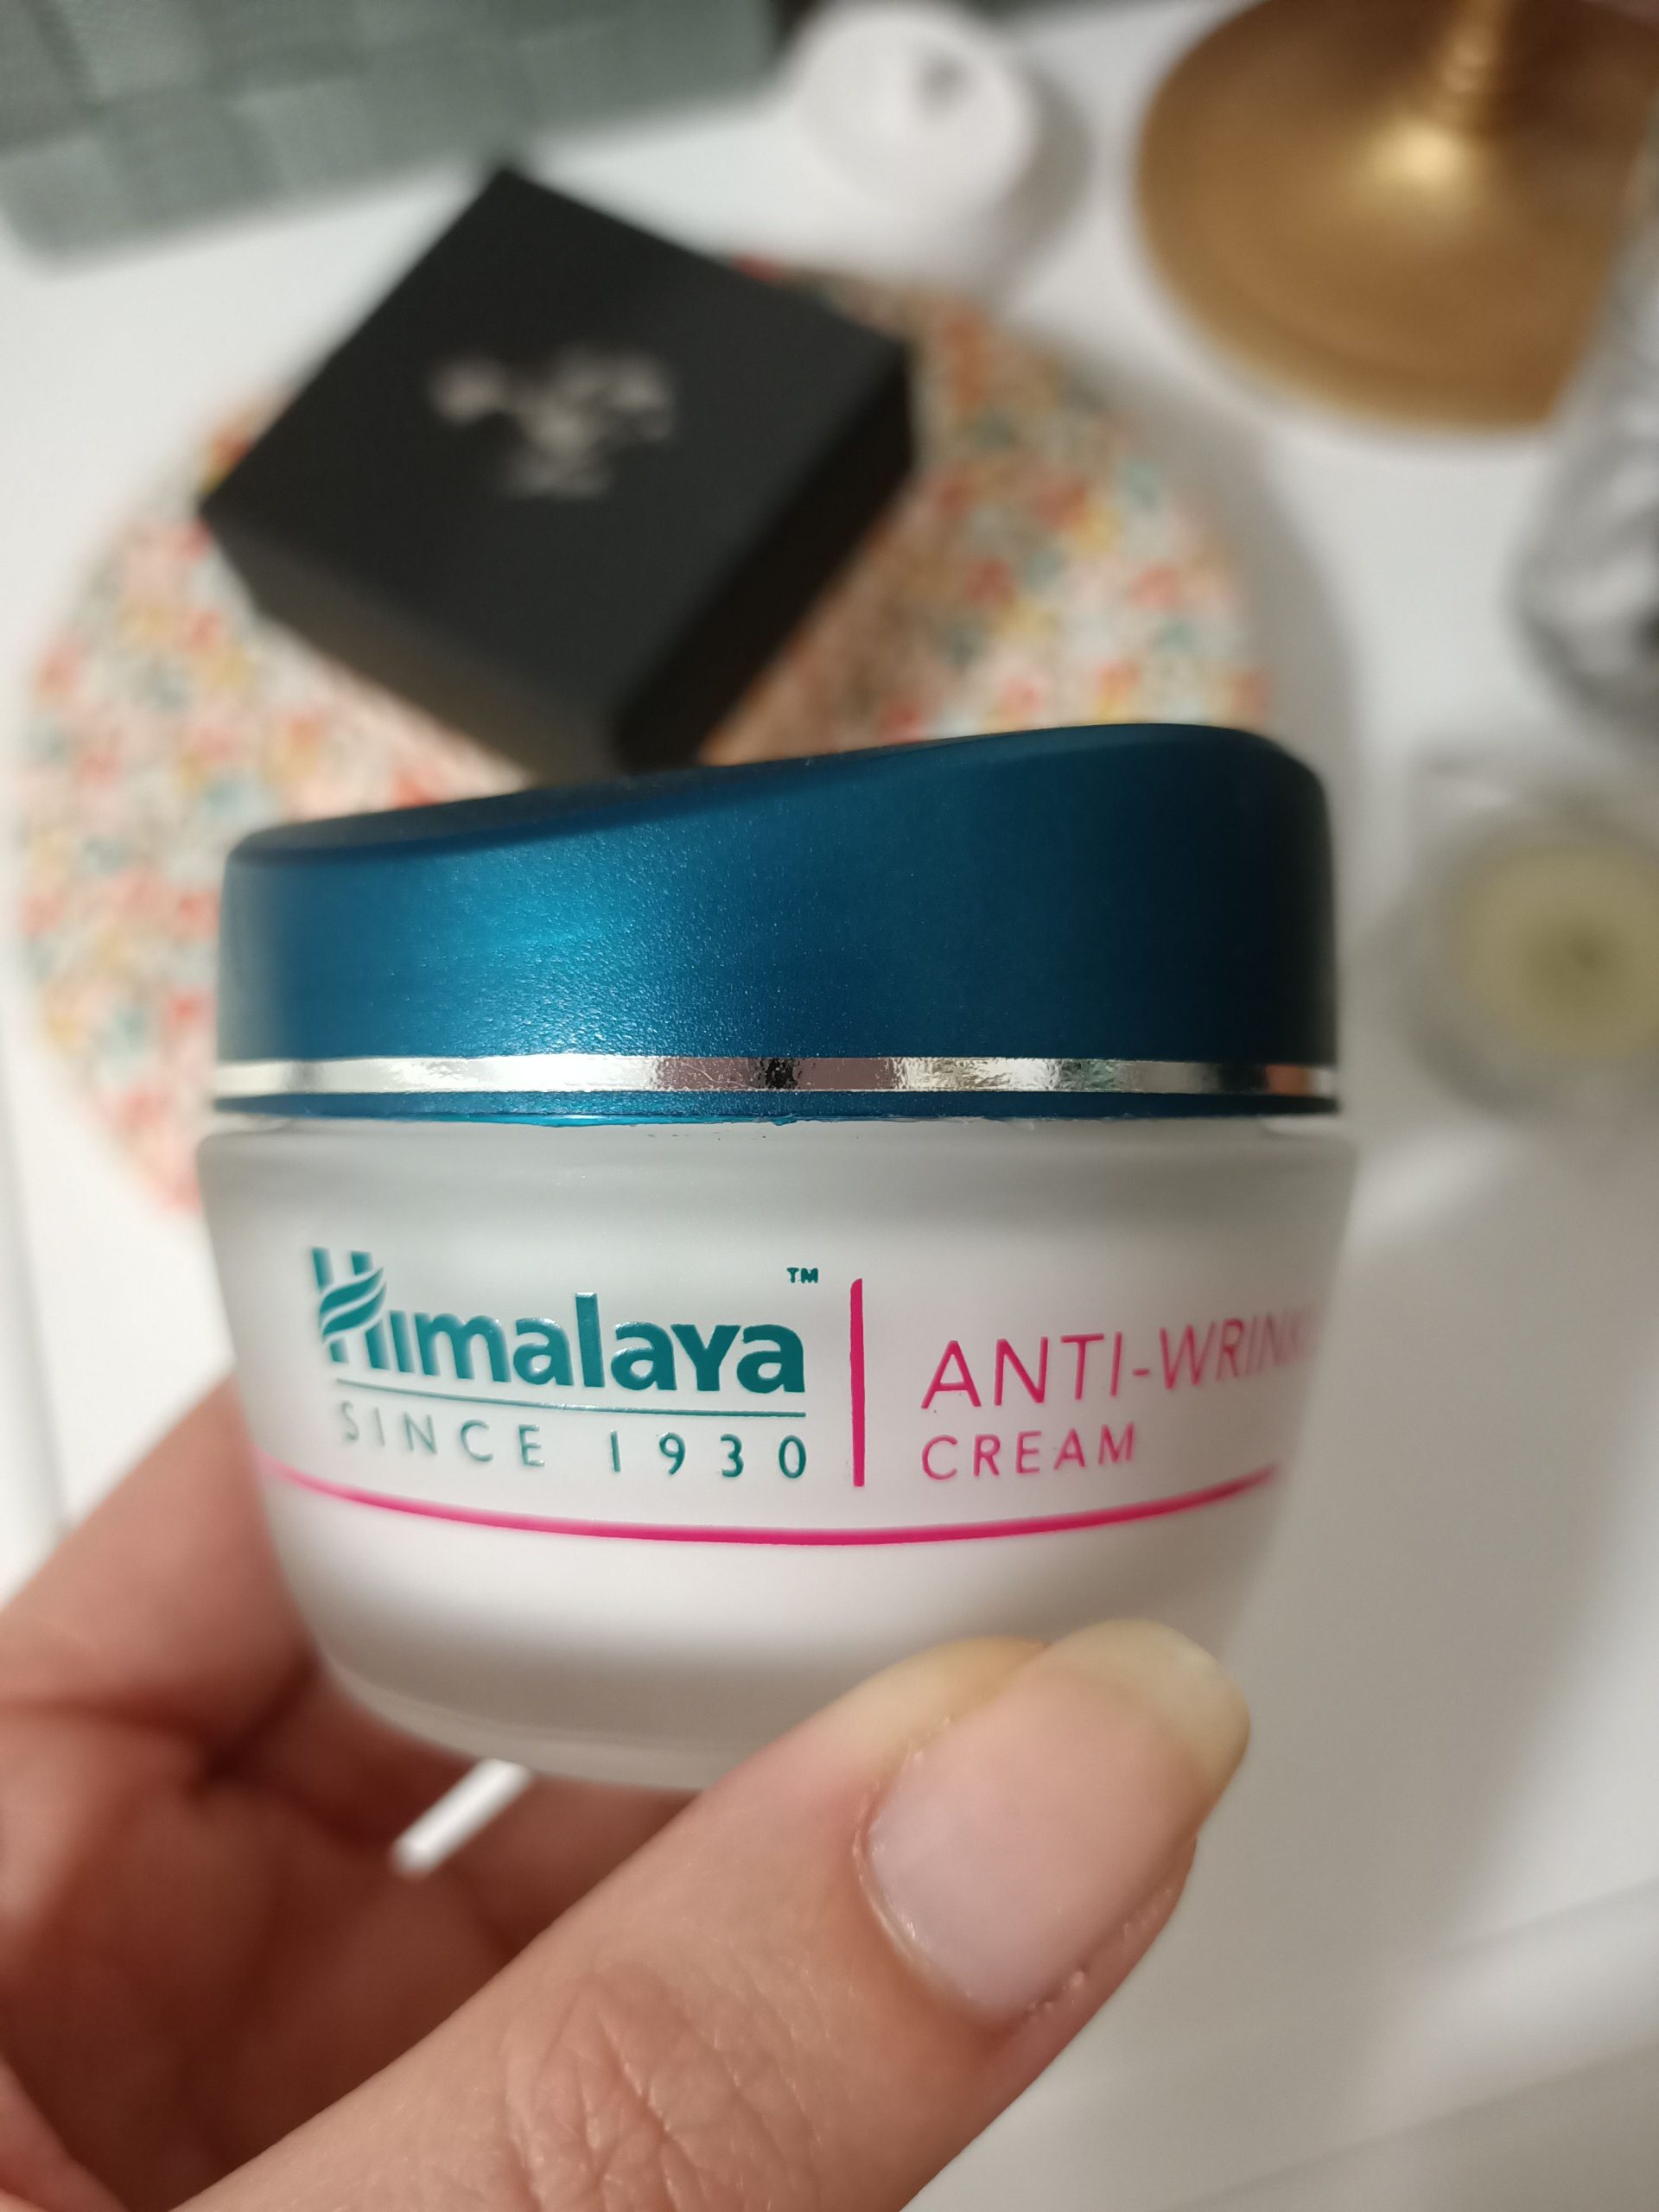 Himalaya™
SINCE 1930
ANTI-WRINK
CREAM